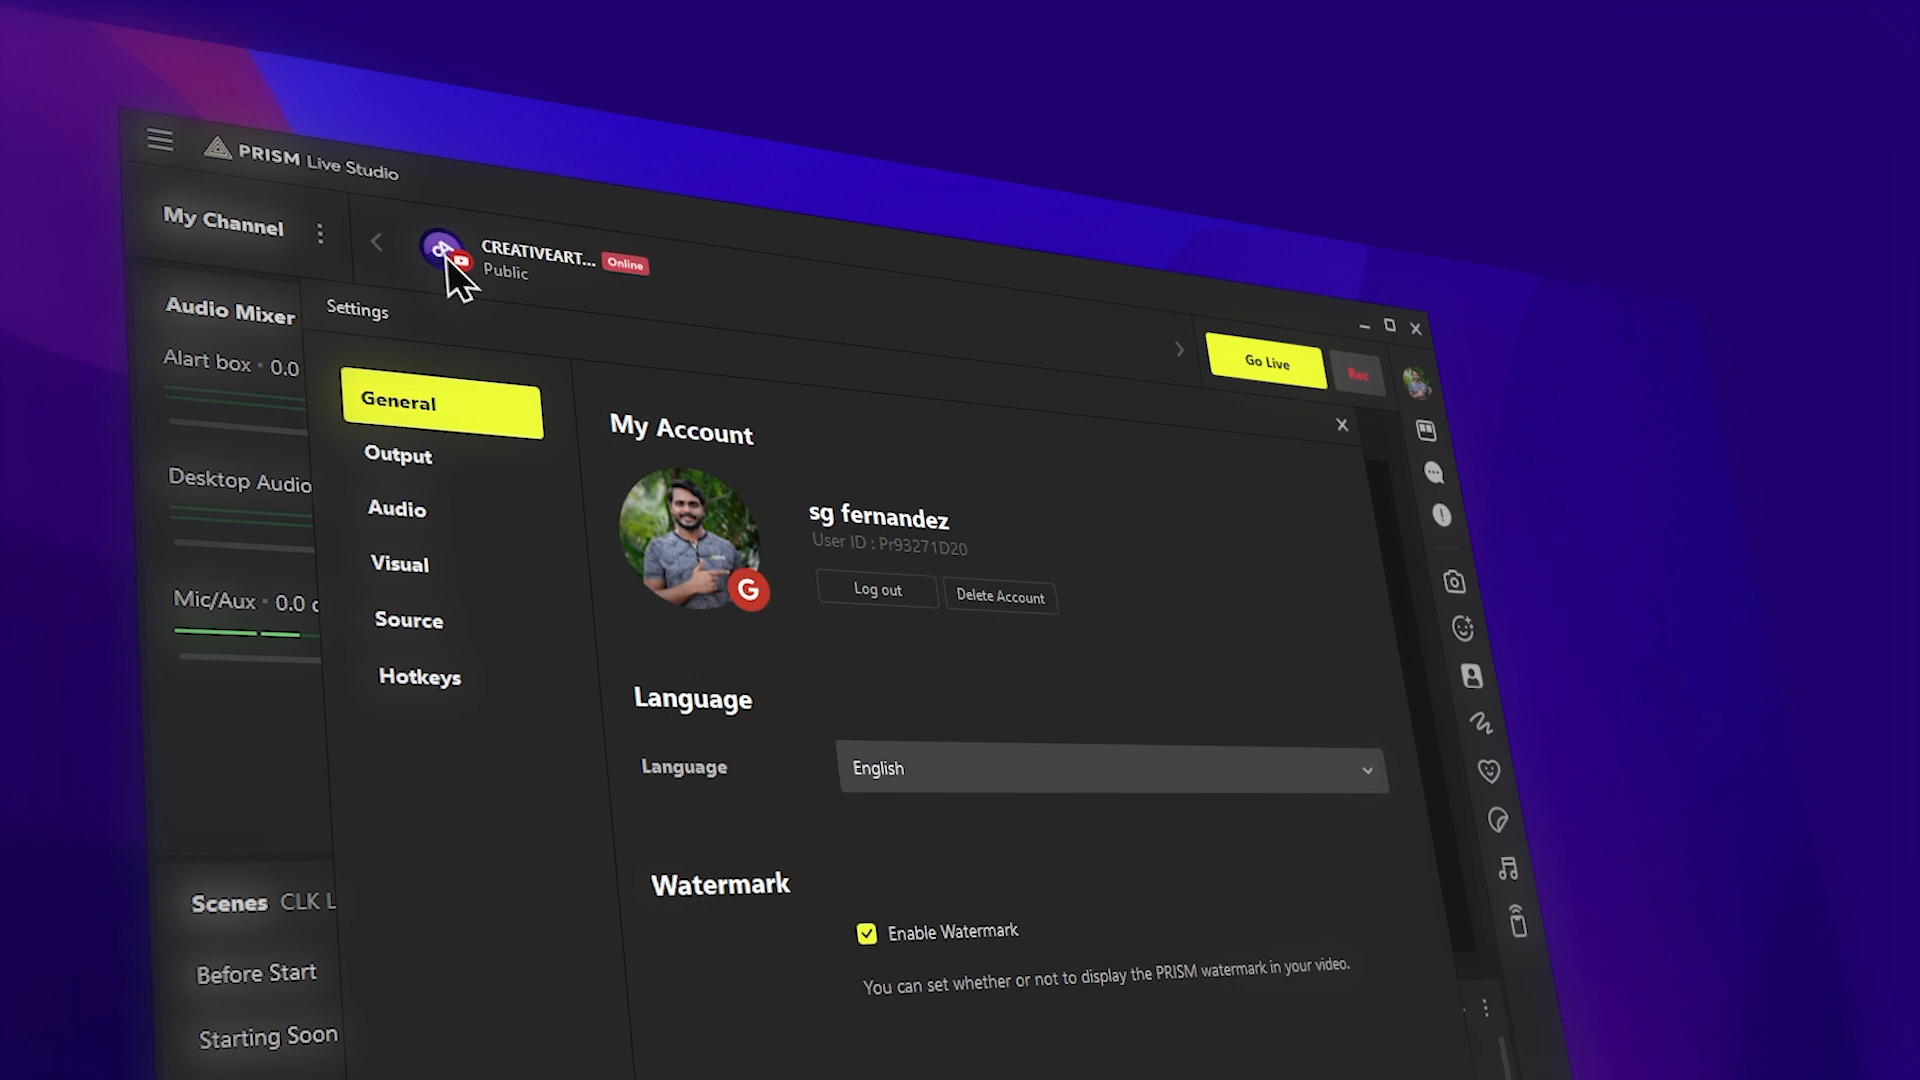 PRISM Live Studio
My Channel
CREATIVEART... Online
Public
Settings
Go Live
Rec
Audio Mixer
Alart box • 0.0
Desktop Audio
Mic/Aux • 0.0
General
Output
Audio
Visual
Source
Hotkeys
My Account
sg fernandez
User ID : Pr93271D20
G
Log out
Delete Account
Language
Language
English
Watermark
Enable Watermark
You can set whether or not to display the PRISM watermark in your video.
Scenes CLK L
Before Start
Starting Soon